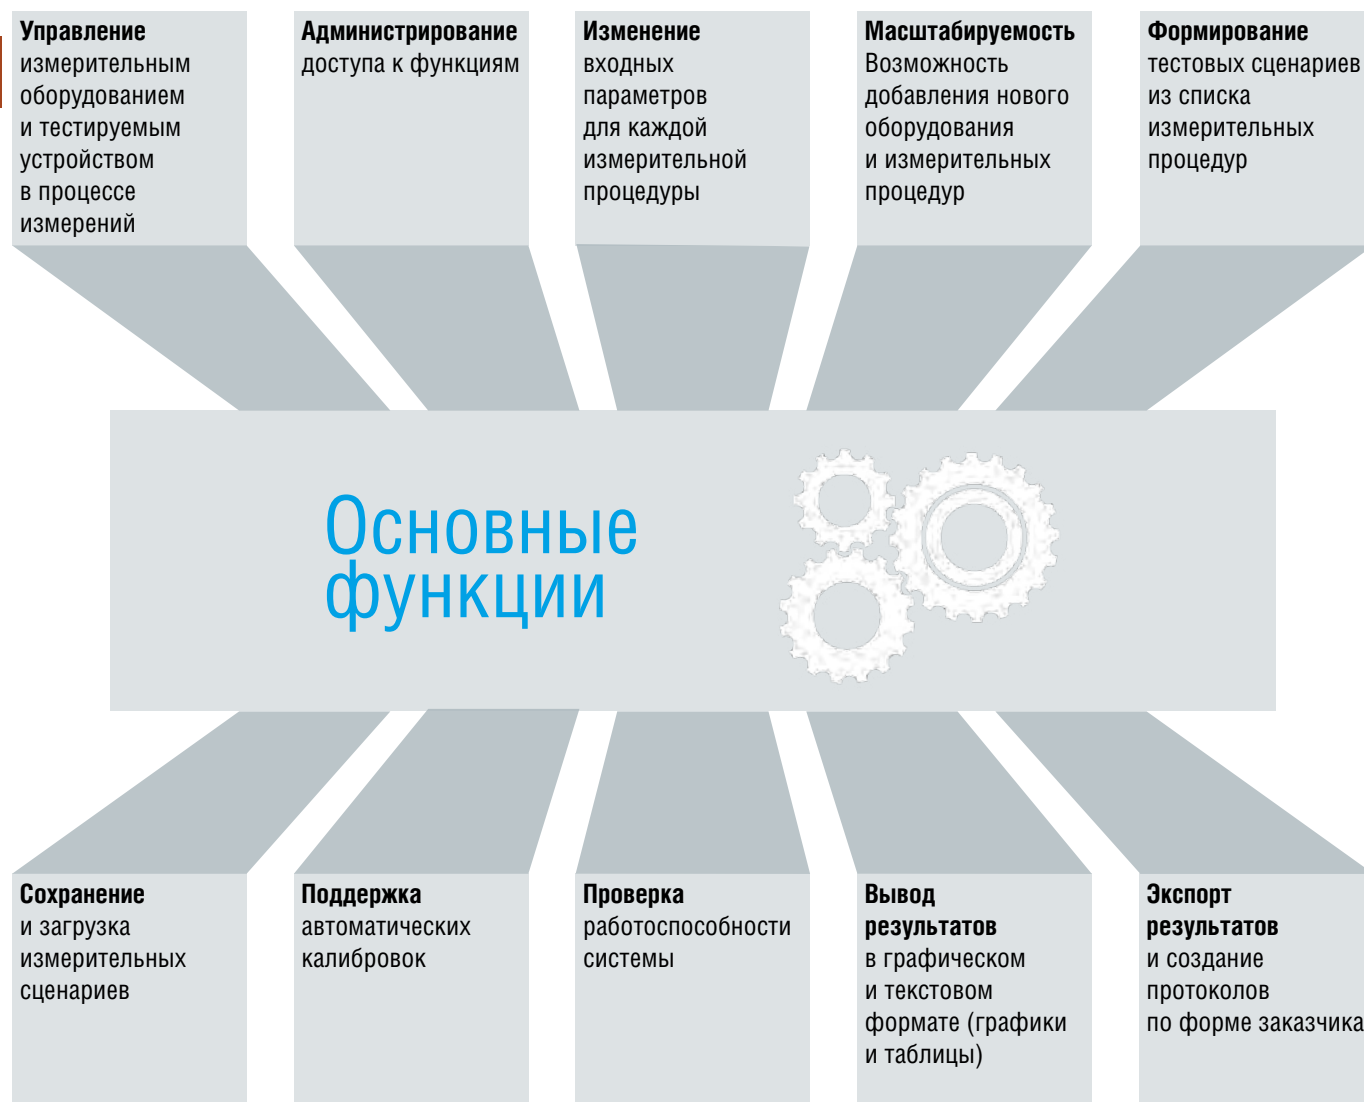 Управление
измерительным
оборудованием
и тестируемым
устройством
в процессе
измерений
Администрирование
доступа к функциям
Изменение
входных
параметров
для каждой
измерительной
процедуры
Масштабируемость
Возможность
добавления нового
оборудования
и измерительных
процедур
Формирование
тестовых сценариев
из списка
измерительных
процедур
Основные
функции
Сохранение
и загрузка
измерительных
сценариев
Поддержка
автоматических
калибровок
Проверка
работоспособности
системы
Вывод
результатов
в графическом
и текстовом
формате (графики
и таблицы)
Экспорт
результатов
и создание
протоколов
по форме заказчика